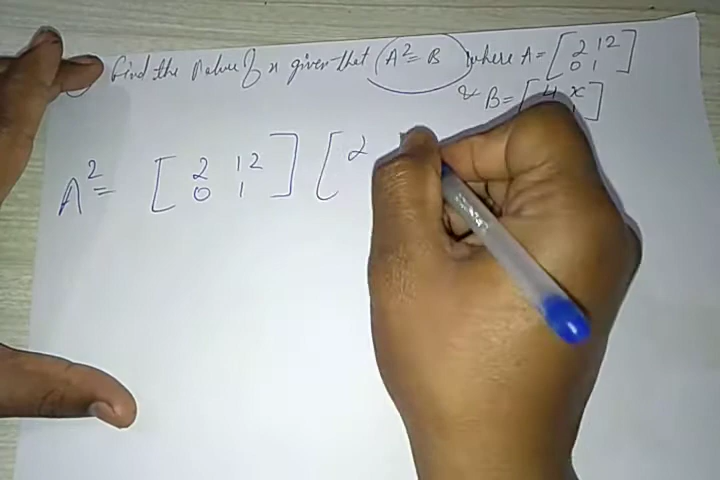 Find the value of x given that A² = B where A = [ 2 12
0 1 ]
& B = [ 4 x
A² = [ 2 12
0 1 ] [ 2